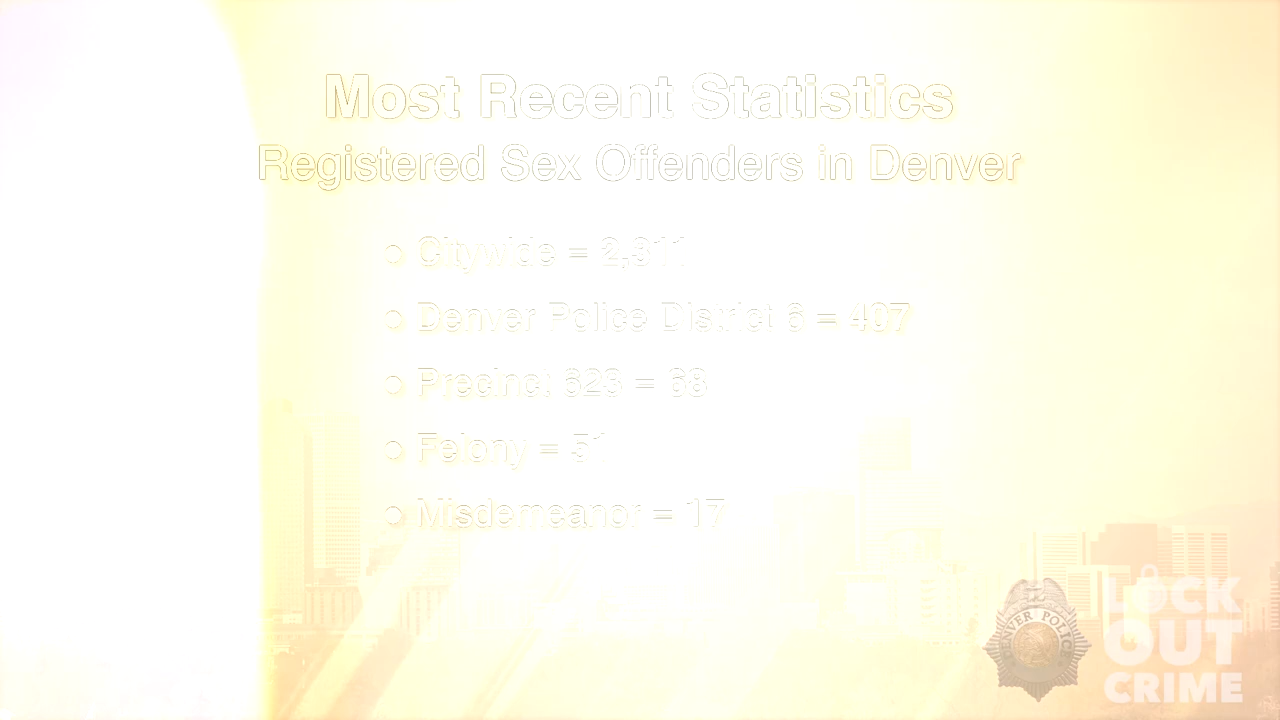 Most Recent Statistics
Registered Sex Offenders in Denver
• Citywide = 2,311
• Denver Police District 6 = 497
• Precinct 623 = 68
• Felony = 51
• Misdemeanor = 17
DENVER POLICE
LOCK
OUT
CRIME